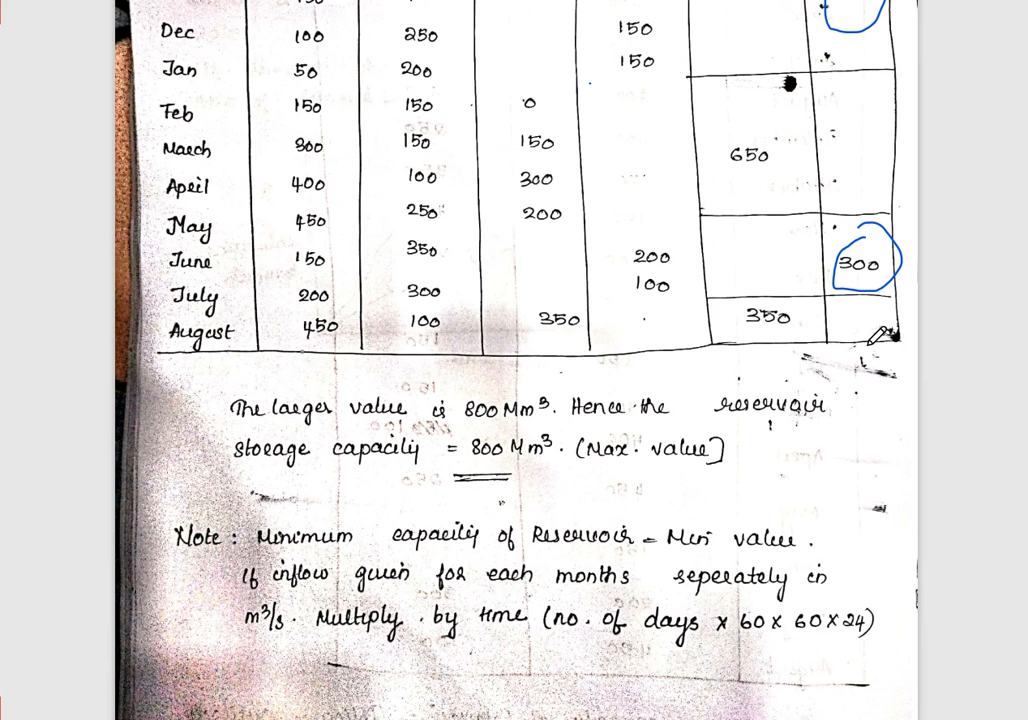 Dec 100 250 150
Jan 50 200 150
Feb 150 150 0
March 300 150 150 650
April 400 100 300
May 450 250 200
June 150 350 200 300
July 200 300 100
August 450 100 350 350
The larger value is 800 Mm³. Hence the reservoir
storage capacity = 800 Mm³. (Max. value]
Note: Minimum capacity of Reservoir = Min value.
If inflow given for each months seperately in
m³/s. Multiply by time (no. of days x 60 x 60 x 24)